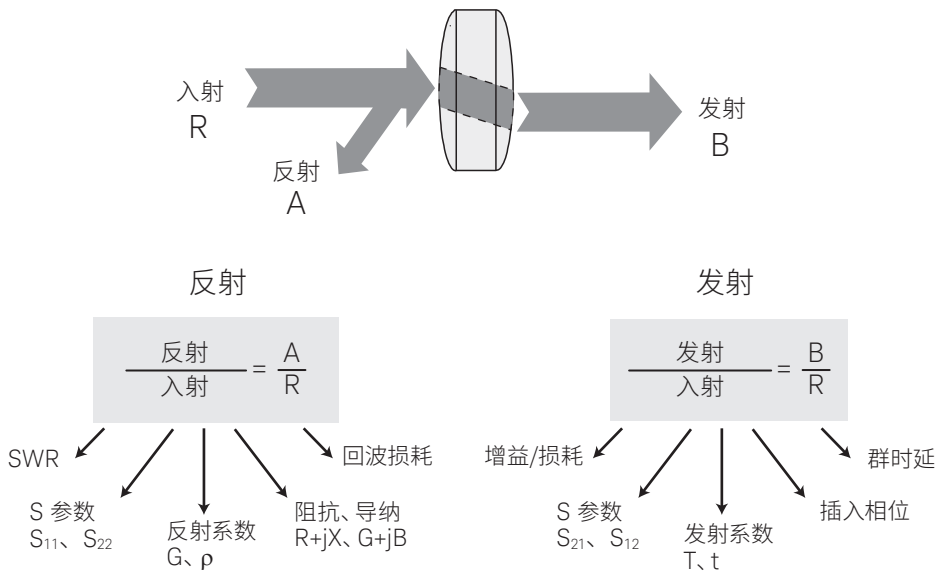 入射
R
反射
A
发射
B
反射
反射
入射
=
A
R
SWR
S 参数
S₁₁、S₂₂
反射系数
G、ρ
阻抗、导纳
R+jX、G+jB
回波损耗
发射
发射
入射
=
B
R
增益/损耗
S 参数
S₂₁、S₁₂
发射系数
T、t
插入相位
群时延